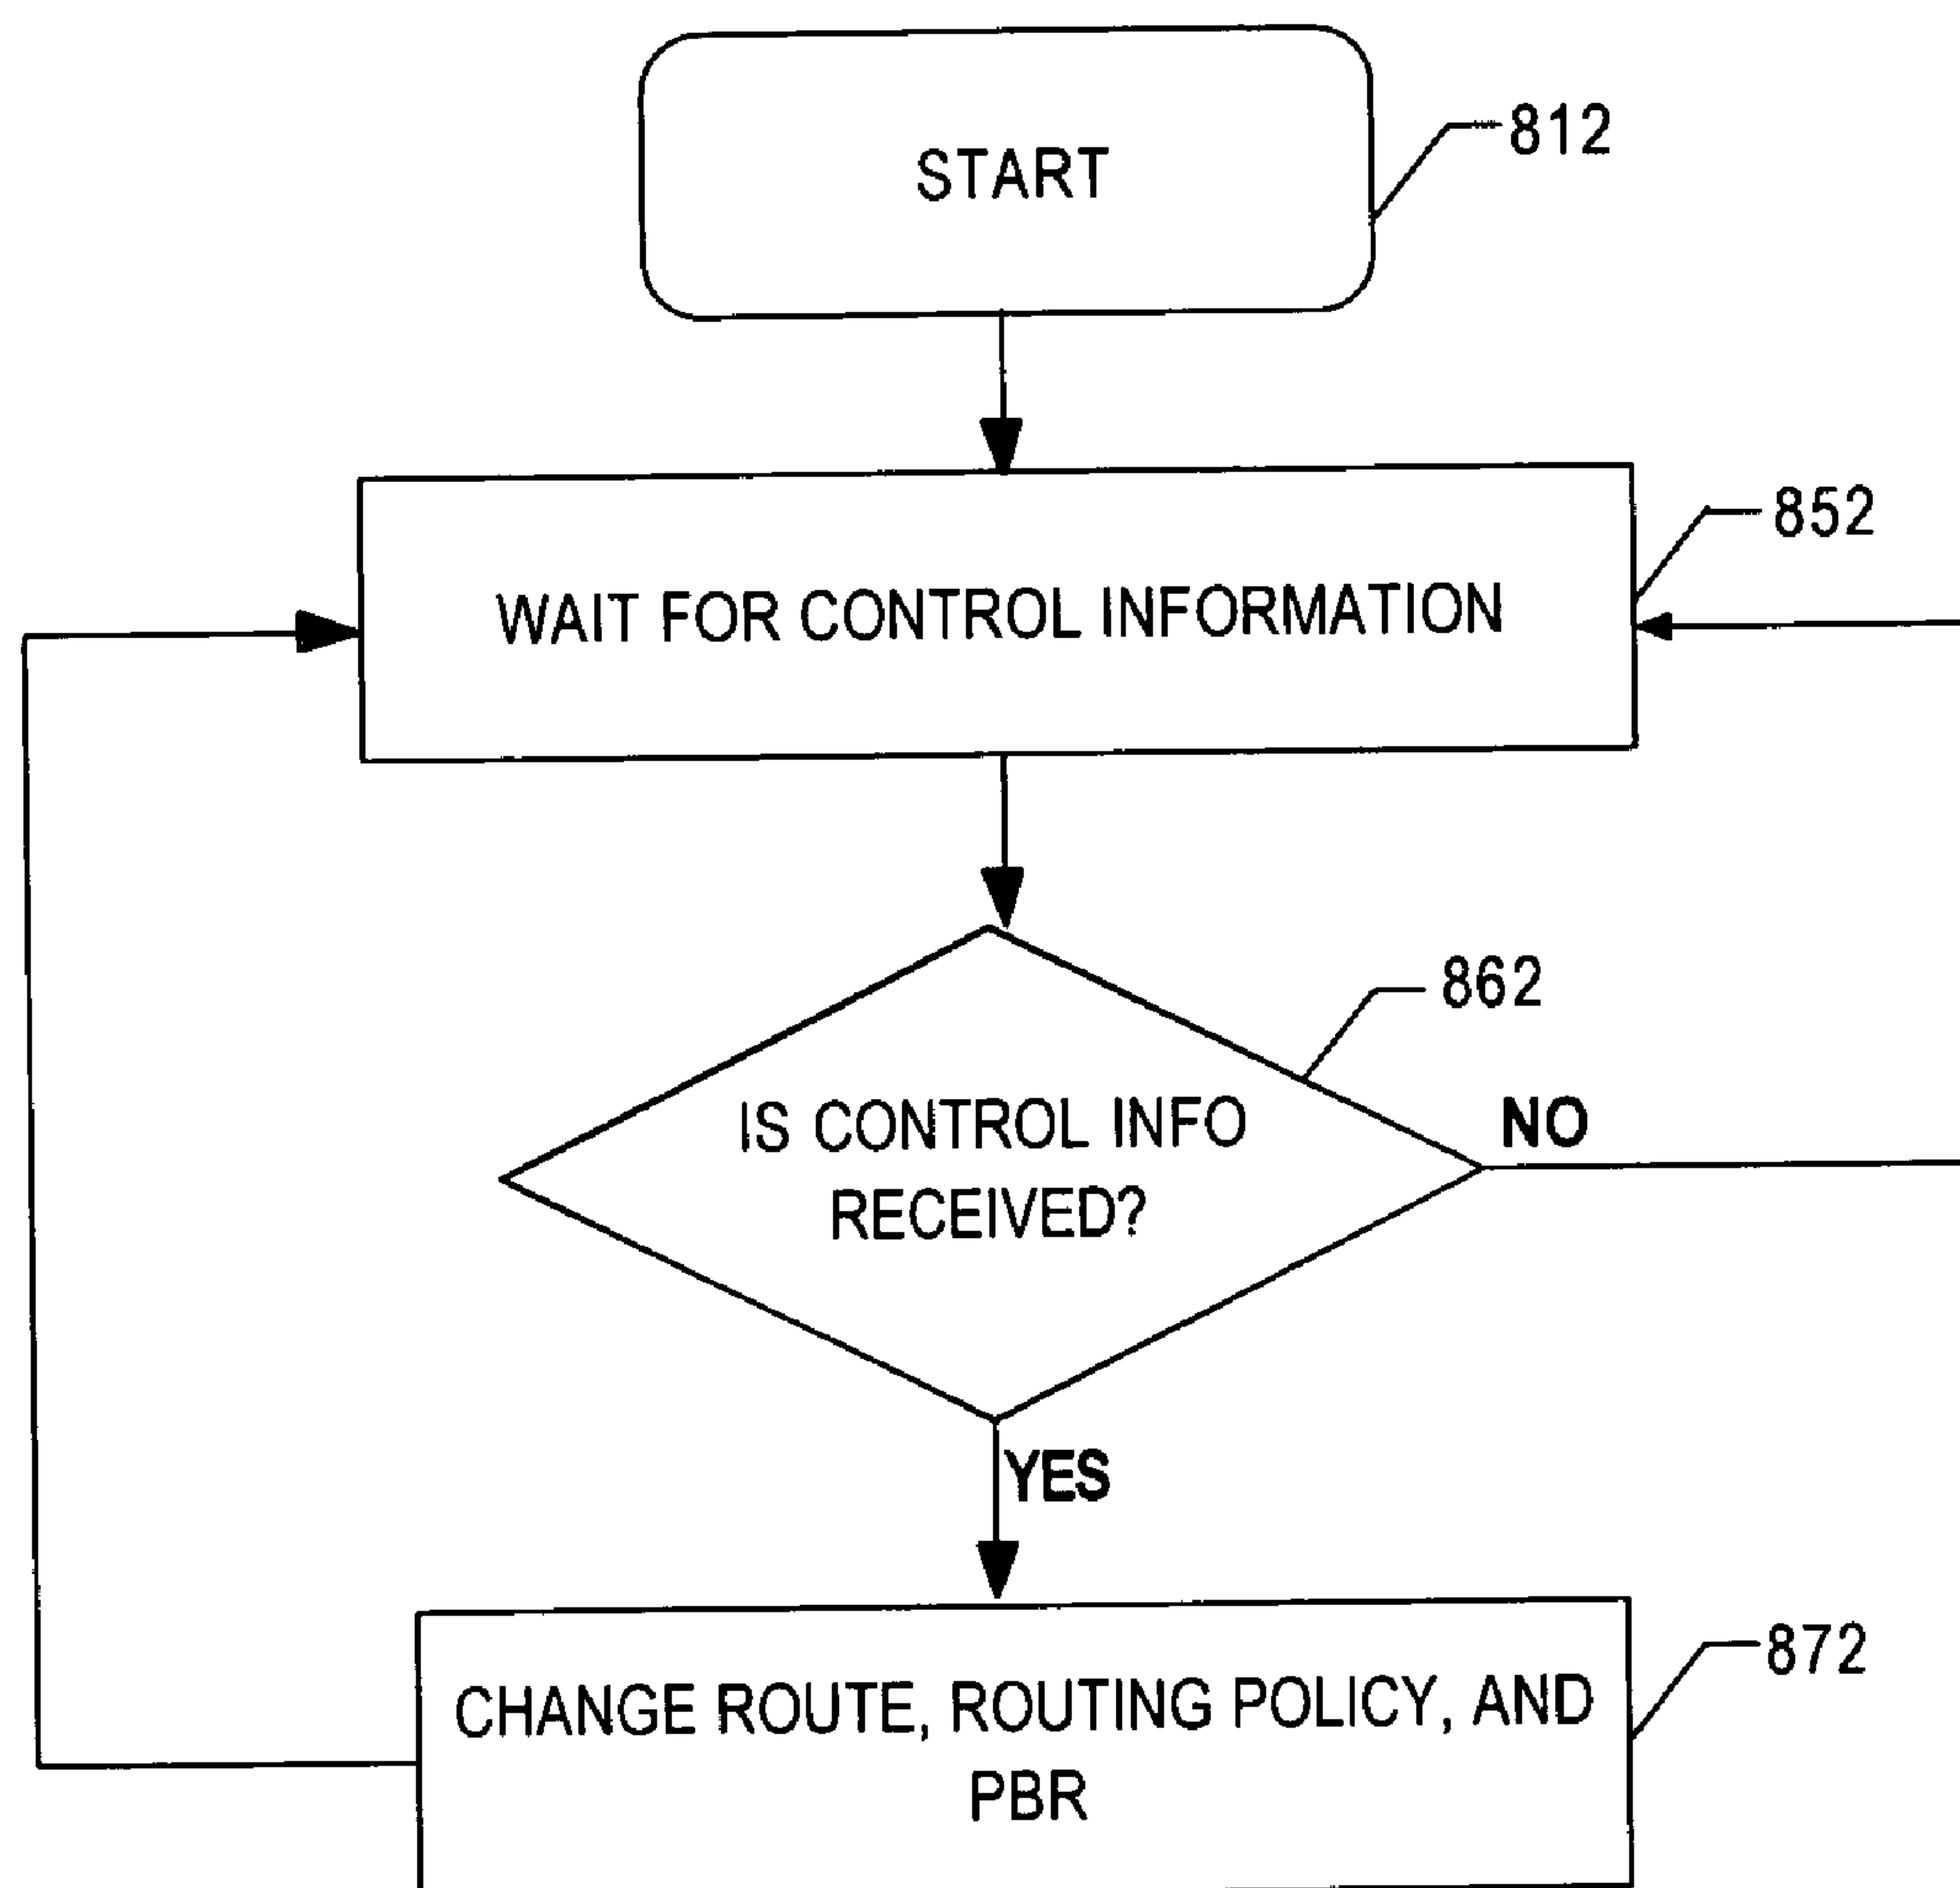 START
812
WAIT FOR CONTROL INFORMATION
852
862
IS CONTROL INFO
RECEIVED?
NO
YES
872
CHANGE ROUTE, ROUTING POLICY, AND
PBR